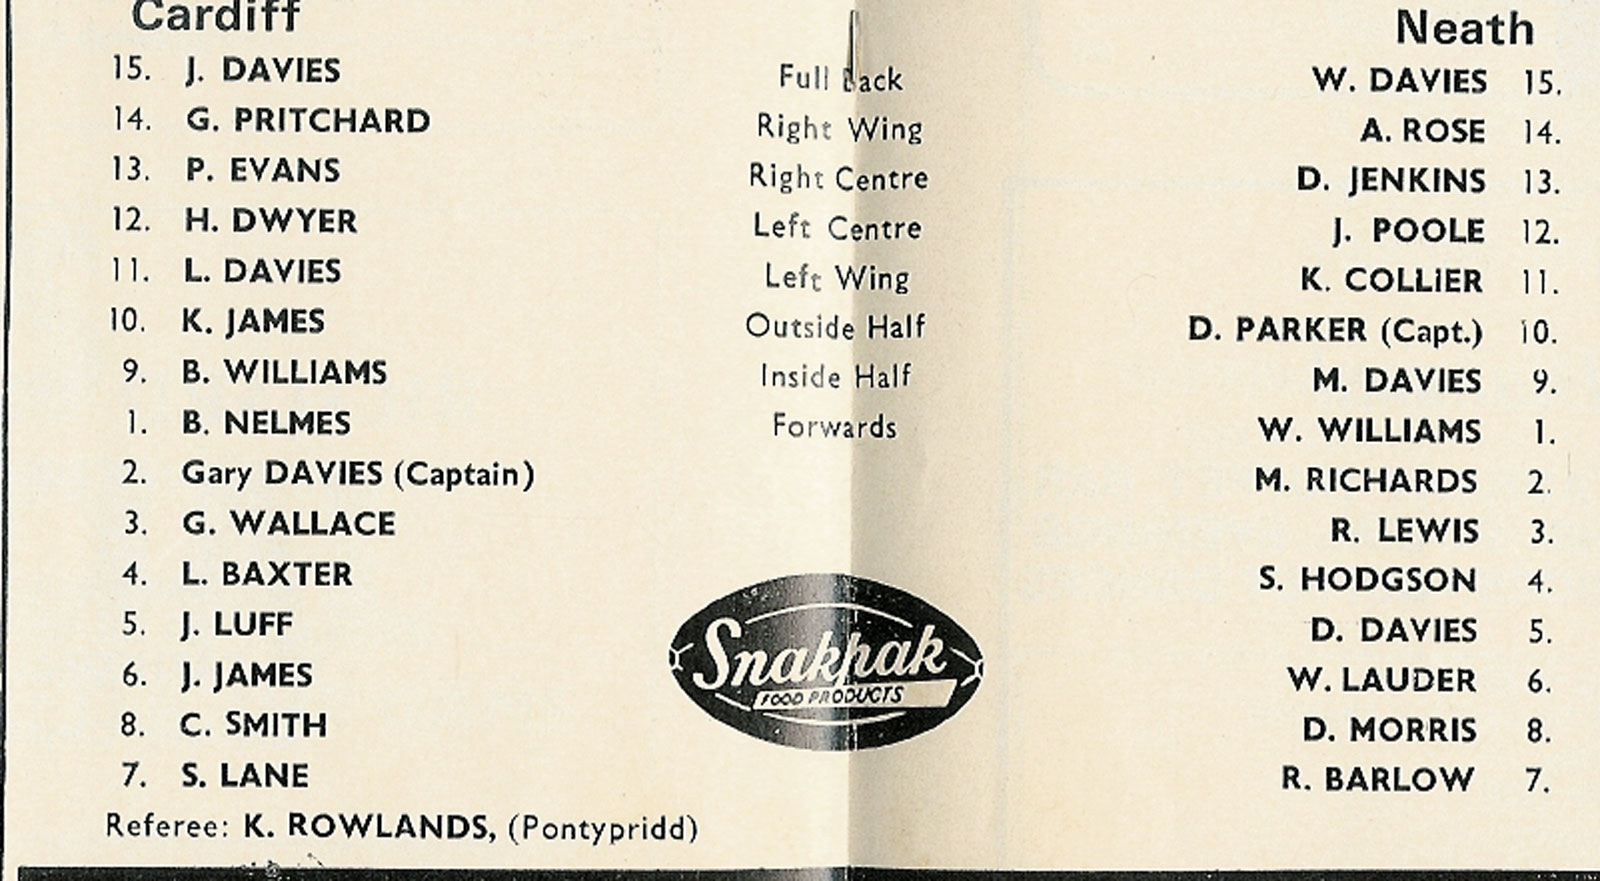 Cardiff Neath
15. J. DAVIES Full Back W. DAVIES 15.
14. G. PRITCHARD Right Wing A. ROSE 14.
13. P. EVANS Right Centre D. JENKINS 13.
12. H. DWYER Left Centre J. POOLE 12.
11. L. DAVIES Left Wing K. COLLIER 11.
10. K. JAMES Outside Half D. PARKER (Capt.) 10.
9. B. WILLIAMS Inside Half M. DAVIES 9.
1. B. NELMES Forwards W. WILLIAMS 1.
2. Gary DAVIES (Captain) M. RICHARDS 2.
3. G. WALLACE R. LEWIS 3.
4. L. BAXTER S. HODGSON 4.
5. J. LUFF D. DAVIES 5.
6. J. JAMES W. LAUDER 6.
8. C. SMITH D. MORRIS 8.
7. S. LANE R. BARLOW 7.
Snakpak
FOOD PRODUCTS
Referee: K. ROWLANDS, (Pontypridd)